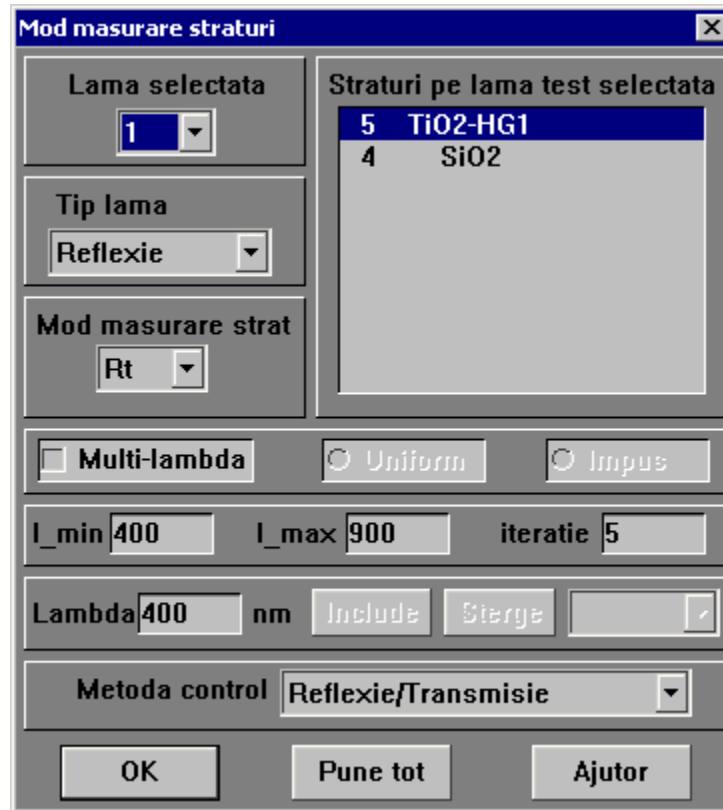 Mod masurare straturi
Lama selectata
1
Straturi pe lama test selectata
5 TiO2-HG1
4 SiO2
Tip lama
Reflexie
Mod masurare strat
Rt
Multi-lambda Uniform Impus
l_min 400 l_max 900 iteratie 5
Lambda 400 nm Include Sterge
Metoda control Reflexie/Transmisie
OK Pune tot Ajutor